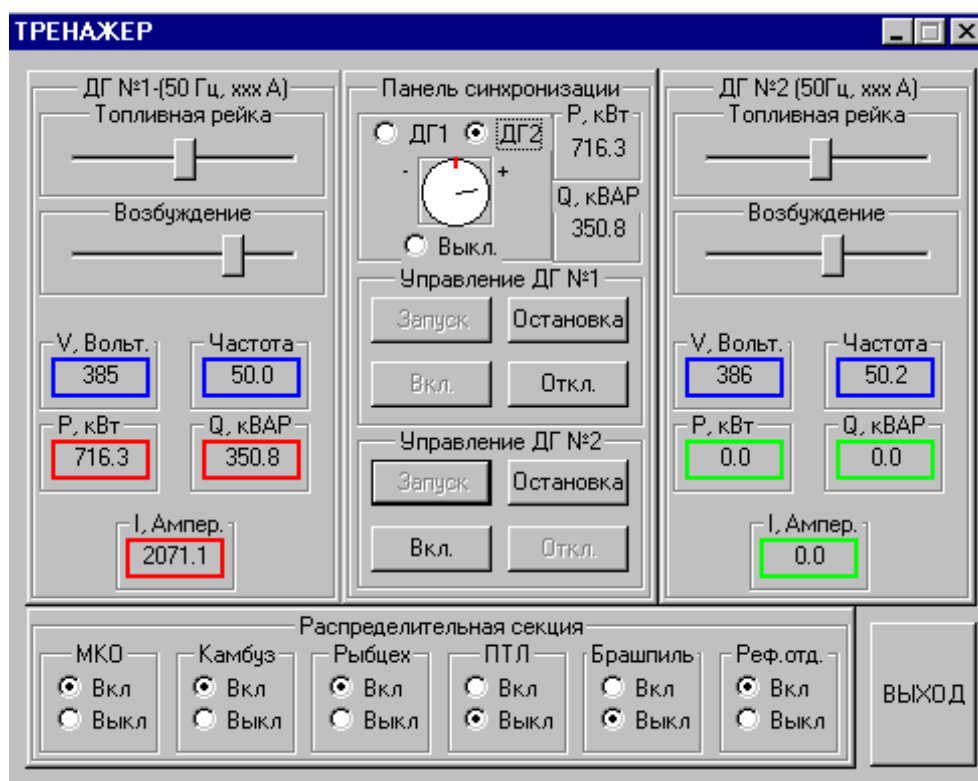 ТРЕНАЖЕР
ДГ №1-(50 Гц, xxx А)
Топливная рейка
Возбуждение
V, Вольт.
Частота
385
50.0
P, кВт
Q, кВАР
716.3
350.8
I, Ампер.
2071.1
Панель синхронизации
ДГ1
ДГ2
- +
Выкл.
P, кВт
716.3
Q, кВАР
350.8
Управление ДГ №1
Запуск
Остановка
Вкл.
Откл.
Управление ДГ №2
Запуск
Остановка
Вкл.
Откл.
ДГ №2 (50Гц, xxx А)
Топливная рейка
Возбуждение
V, Вольт.
Частота
386
50.2
P, кВт
Q, кВАР
0.0
0.0
I, Ампер.
0.0
Распределительная секция
МКО
Вкл
Выкл
Камбуз
Вкл
Выкл
Рыбцех
Вкл
Выкл
ПТЛ
Вкл
Выкл
Брашпиль
Вкл
Выкл
Реф.отд.
Вкл
Выкл
ВЫХОД